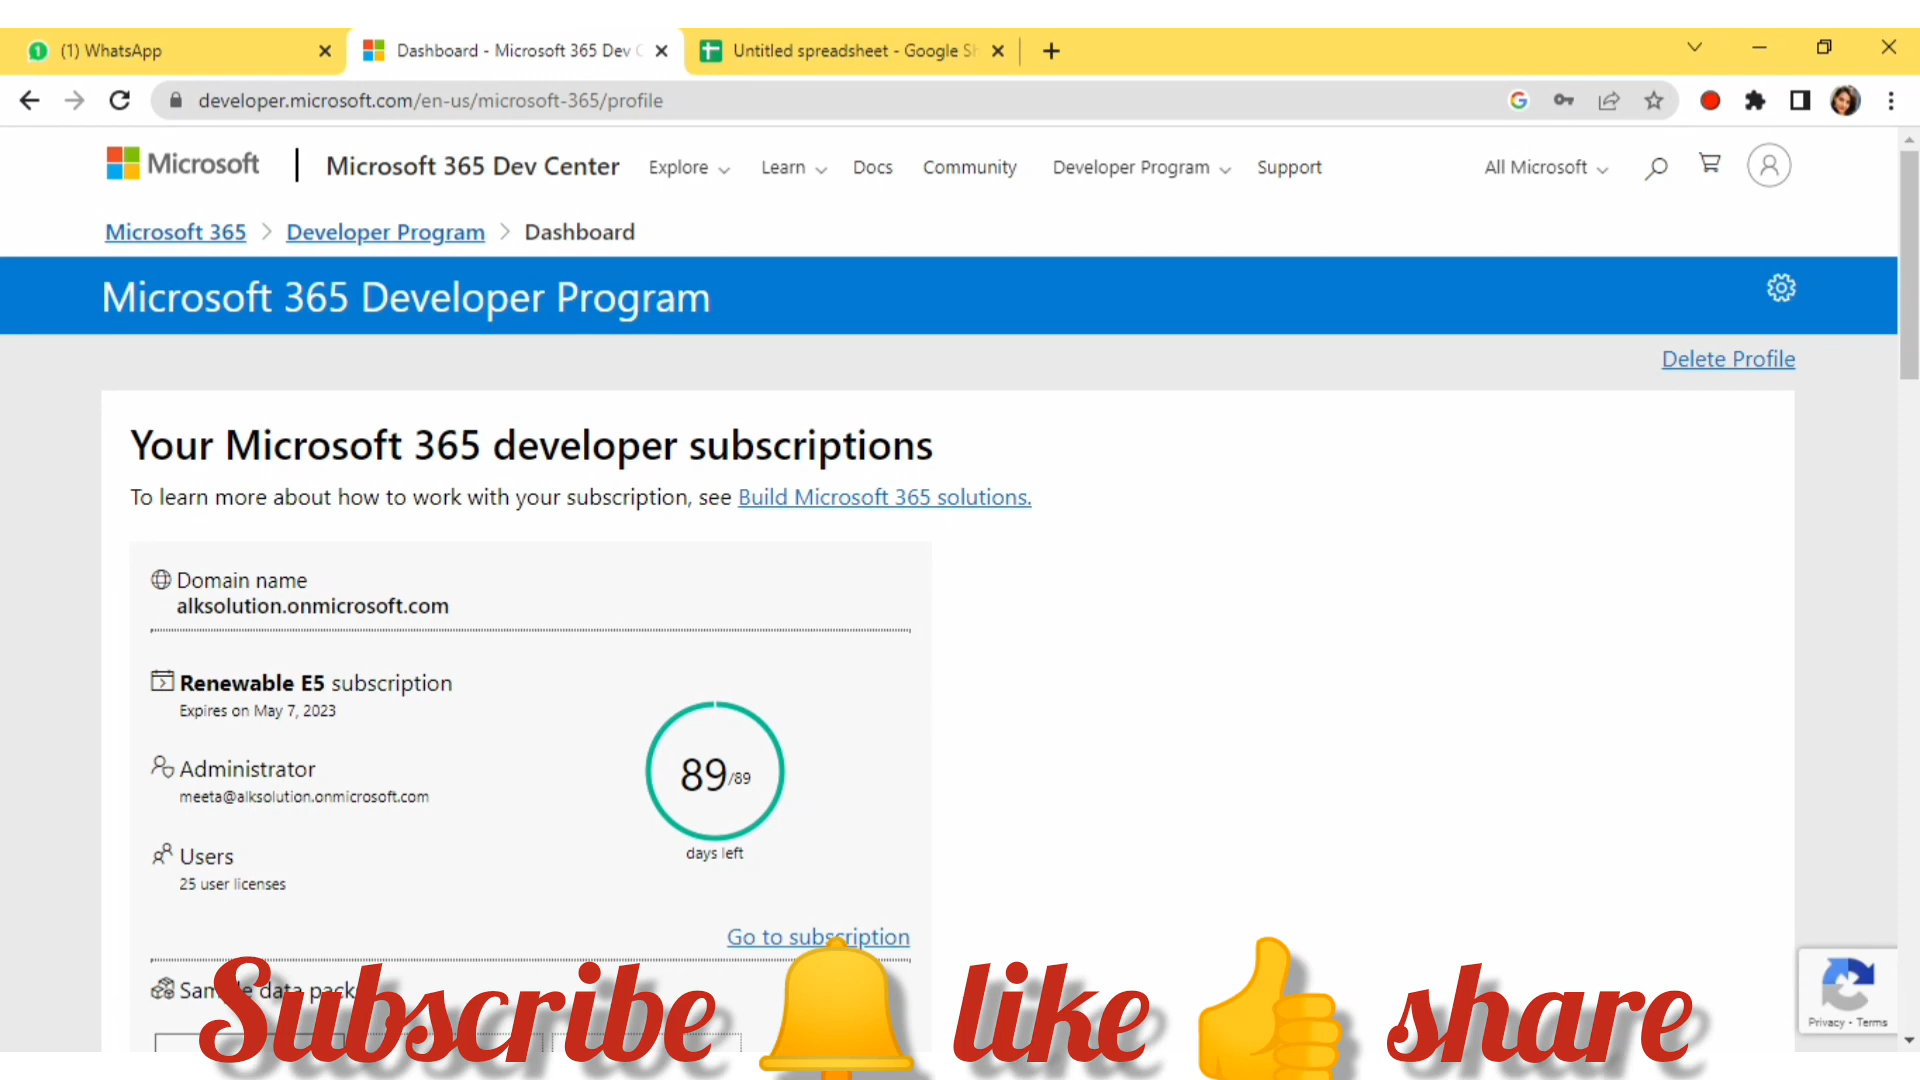 (1) WhatsApp
Dashboard - Microsoft 365 Dev C
Untitled spreadsheet - Google Sh
developer.microsoft.com/en-us/microsoft-365/profile
Microsoft
Microsoft 365 Dev Center
Explore
Learn
Docs
Community
Developer Program
Support
All Microsoft
Microsoft 365 > Developer Program > Dashboard
Microsoft 365 Developer Program
Delete Profile
Your Microsoft 365 developer subscriptions
To learn more about how to work with your subscription, see Build Microsoft 365 solutions.
Domain name
alksolution.onmicrosoft.com
Renewable E5 subscription
Expires on May 7, 2023
Administrator
meeta@alksolution.onmicrosoft.com
Users
25 user licenses
89/89
days left
Go to subscription
data pack
Subscribe like share
Privacy - Terms